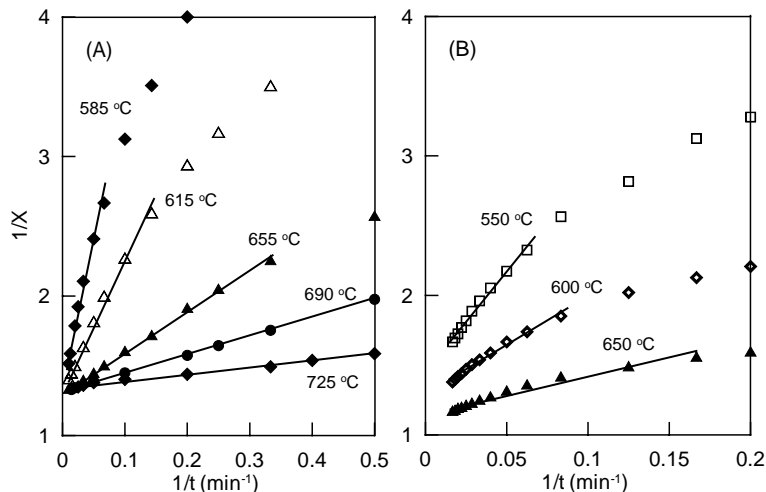 4
3
2
1
1/X
(A)
585 °C
615 °C
655 °C
690 °C
725 °C
0
0.1
0.2
0.3
0.4
0.5
1/t (min⁻¹)
4
3
2
1
(B)
550 °C
600 °C
650 °C
0
0.05
0.1
0.15
0.2
1/t (min⁻¹)